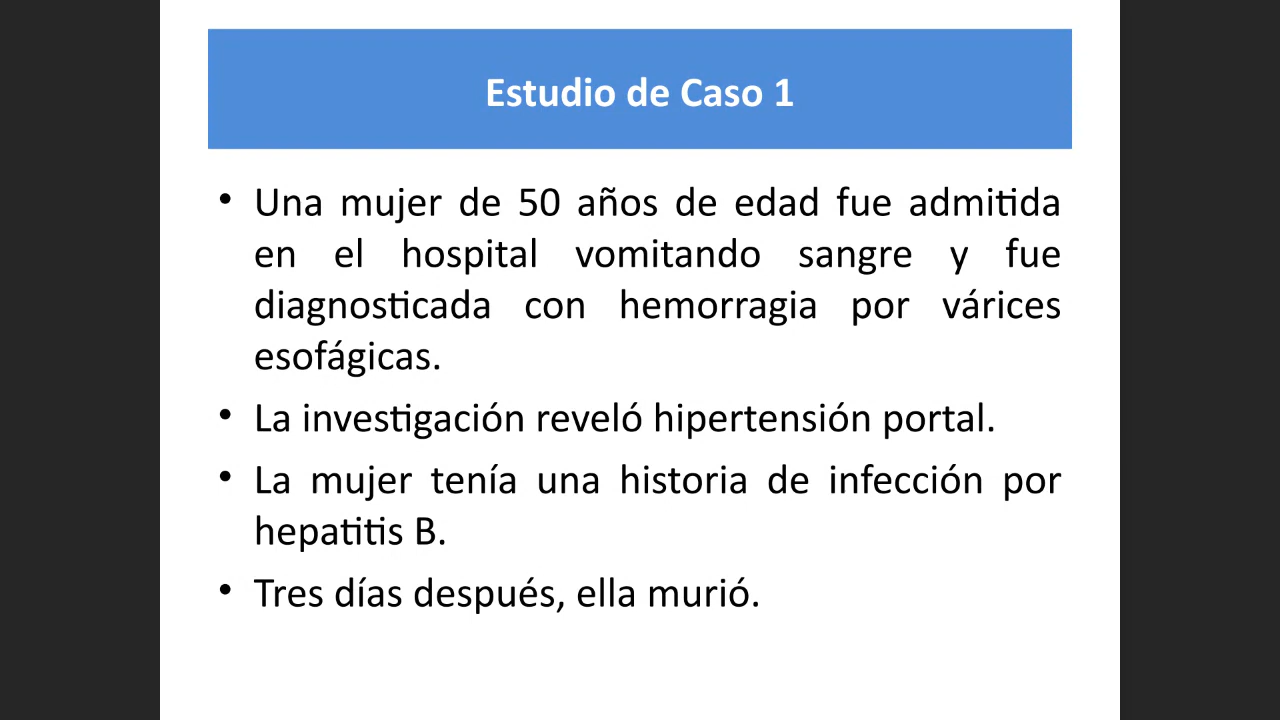 Estudio de Caso 1
• Una mujer de 50 años de edad fue admitida
en el hospital vomitando sangre y fue
diagnosticada con hemorragia por várices
esofágicas.
• La investigación reveló hipertensión portal.
• La mujer tenía una historia de infección por
hepatitis B.
• Tres días después, ella murió.